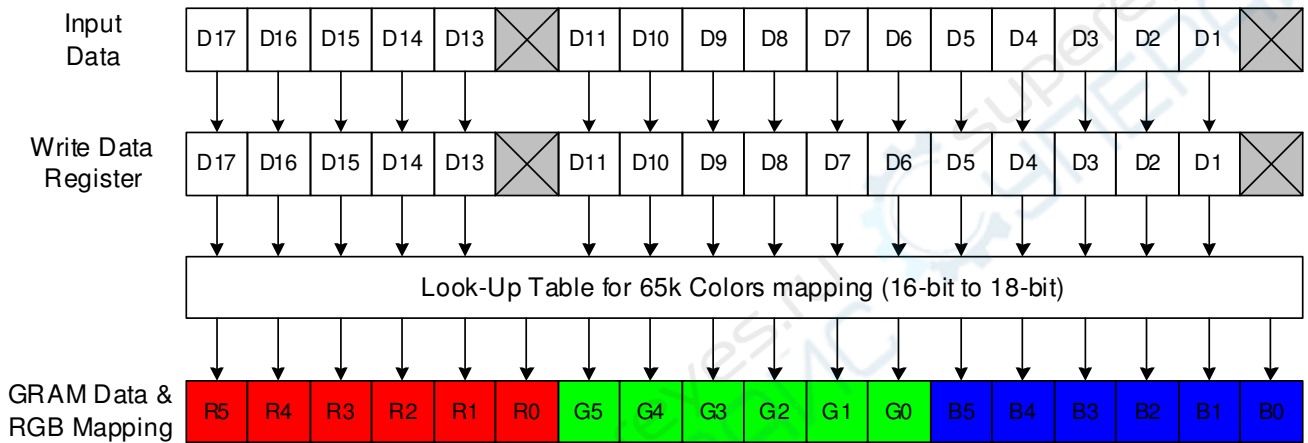 Input
Data
D17 D16 D15 D14 D13 D11 D10 D9 D8 D7 D6 D5 D4 D3 D2 D1
Write Data
Register
D17 D16 D15 D14 D13 D11 D10 D9 D8 D7 D6 D5 D4 D3 D2 D1
Look-Up Table for 65k Colors mapping (16-bit to 18-bit)
GRAM Data &
RGB Mapping
R5 R4 R3 R2 R1 R0 G5 G4 G3 G2 G1 G0 B5 B4 B3 B2 B1 B0